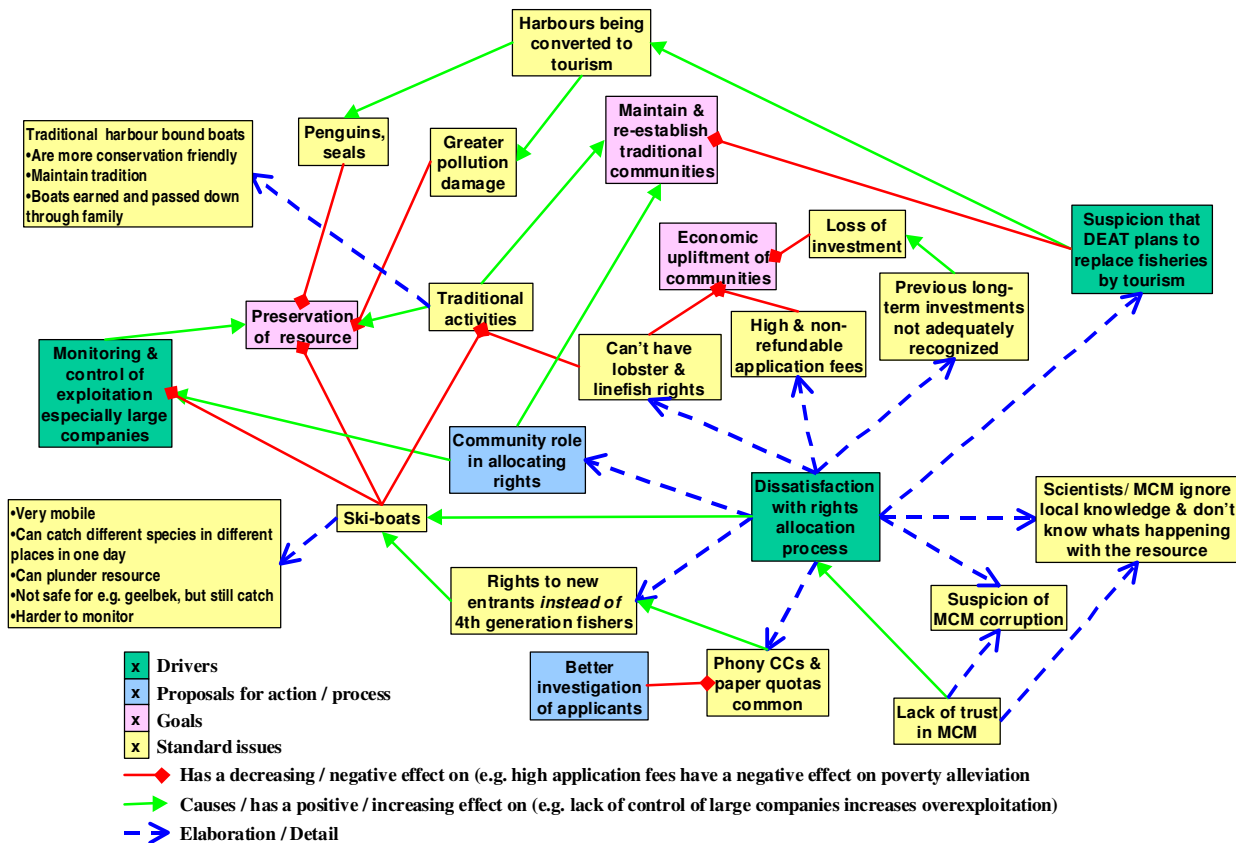 Harbours being
converted to
tourism
Maintain &
re-establish
traditional
communities
Penguins,
seals
Greater
pollution
damage
Traditional harbour bound boats
•Are more conservation friendly
•Maintain tradition
•Boats earned and passed down
through family
Suspicion that
DEAT plans to
replace fisheries
by tourism
Loss of
investment
Economic
upliftment of
communities
Previous long-
term investments
not adequately
recognized
Traditional
activities
Preservation
of resource
High & non-
refundable
application fees
Can't have
lobster &
linefish rights
Monitoring &
control of
exploitation
especially large
companies
Community role
in allocating
rights
Dissatisfaction
with rights
allocation
process
Scientists/ MCM ignore
local knowledge & don't
know whats happening
with the resource
•Very mobile
•Can catch different species in different
places in one day
•Can plunder resource
•Not safe for e.g. geelbek, but still catch
•Harder to monitor
Ski-boats
Rights to new
entrants instead of
4th generation fishers
Suspicion of
MCM corruption
Better
investigation
of applicants
Phony CCs &
paper quotas
common
Lack of trust
in MCM
x Drivers
x Proposals for action / process
x Goals
x Standard issues
Has a decreasing / negative effect on (e.g. high application fees have a negative effect on poverty alleviation
Causes / has a positive / increasing effect on (e.g. lack of control of large companies increases overexploitation)
Elaboration / Detail